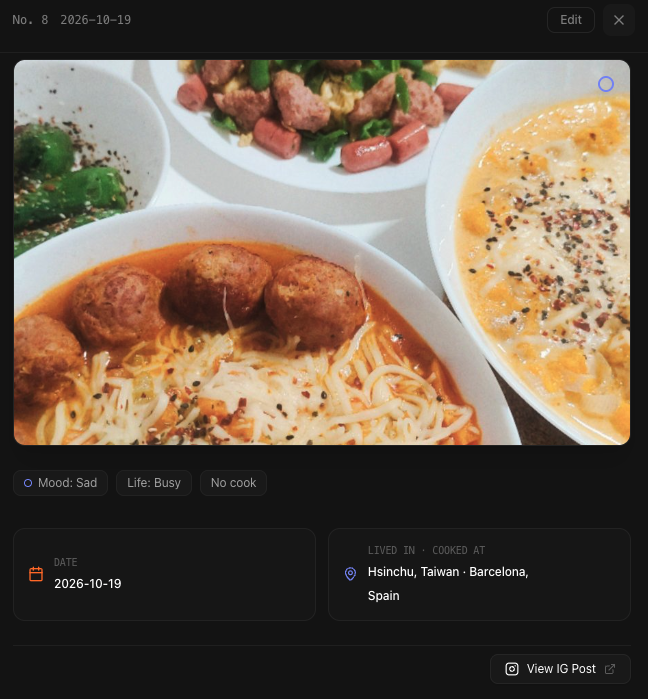 No. 8 2026-10-19
Edit
Mood: Sad
Life: Busy
No cook
DATE
2026-10-19
LIVED IN · COOKED AT
Hsinchu, Taiwan · Barcelona,
Spain
View IG Post